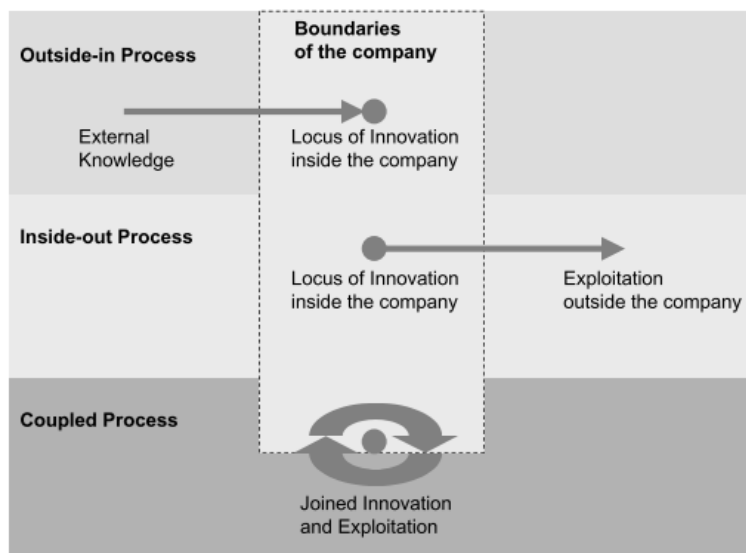 Boundaries
of the company
Outside-in Process
External
Knowledge
Locus of Innovation
inside the company
Inside-out Process
Locus of Innovation
inside the company
Exploitation
outside the company
Coupled Process
Joined Innovation
and Exploitation